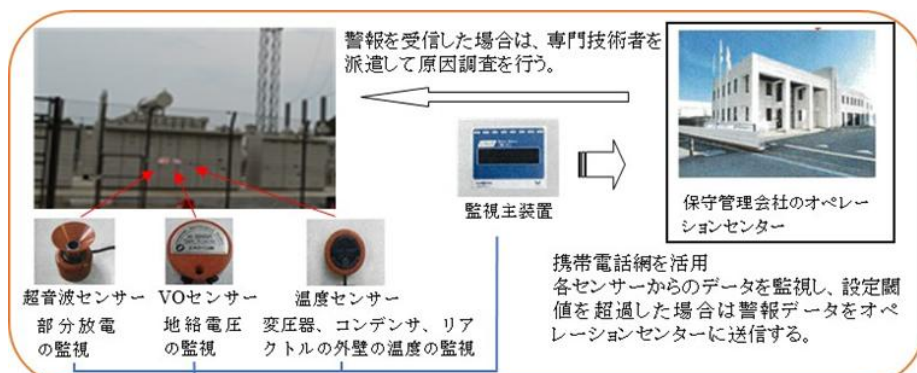 警報を受信した場合は、専門技術者を
派遣して原因調査を行う。
監視主装置
保守管理会社のオペレー
ションセンター
超音波センサー
部分放電
の監視
VOセンサー
地絡電圧
の監視
温度センサー
変圧器、コンデンサ、リア
クトルの外壁の温度の監視
携帯電話網を活用
各センサーからのデータを監視し、設定閾
値を超過した場合は警報データをオペ
レーションセンターに送信する。